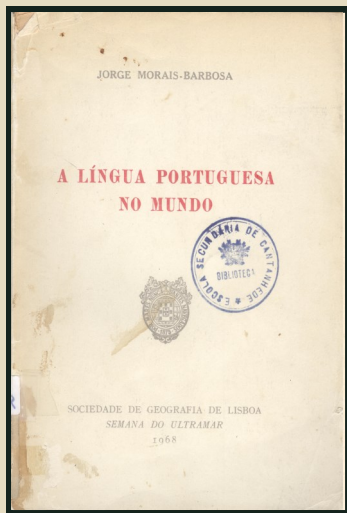 JORGE MORAIS-BARBOSA
A LÍNGUA PORTUGUESA
NO MUNDO
ESCOLA SECUNDÁRIA DE CANTANHEDE
BIBLIOTECA
SOCIEDADE DE GEOGRAFIA DE LISBOA
SEMANA DO ULTRAMAR
1968